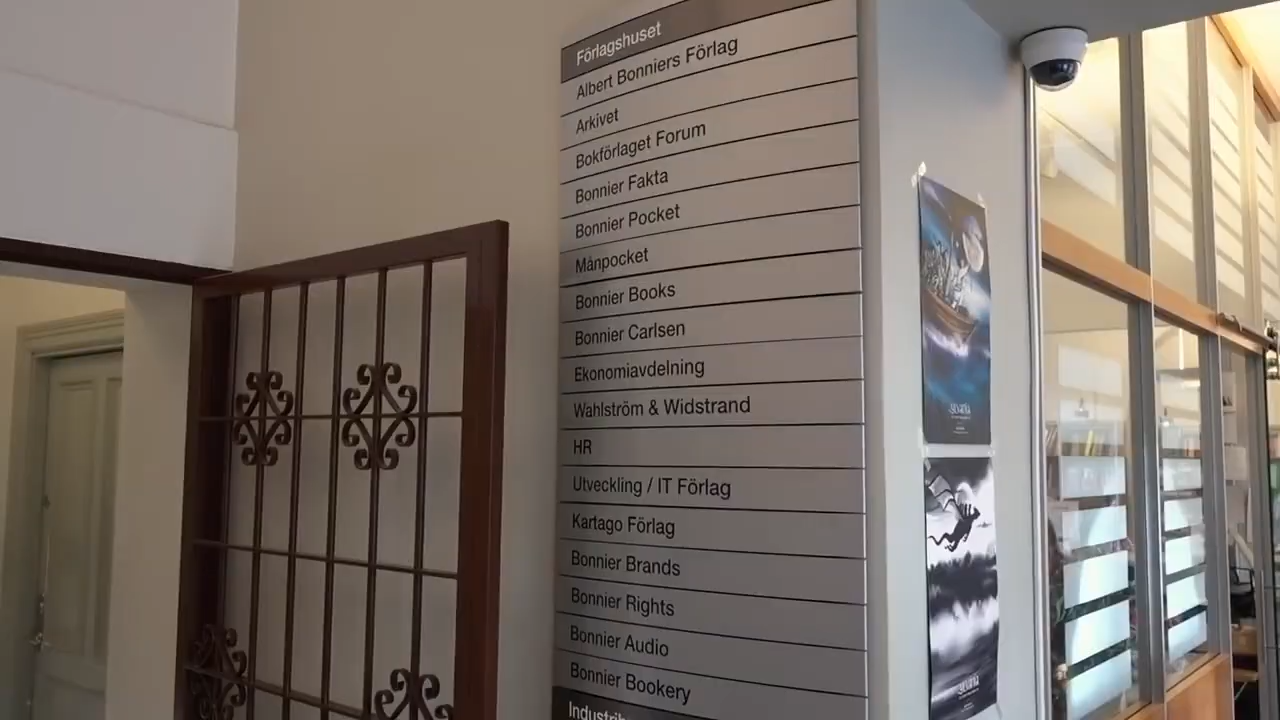 Förlagshuset
Albert Bonniers Förlag
Arkivet
Bokförlaget Forum
Bonnier Fakta
Bonnier Pocket
Månpocket
Bonnier Books
Bonnier Carlsen
Ekonomiavdelning
Wahlström & Widstrand
HR
Utveckling / IT Förlag
Kartago Förlag
Bonnier Brands
Bonnier Rights
Bonnier Audio
Bonnier Bookery